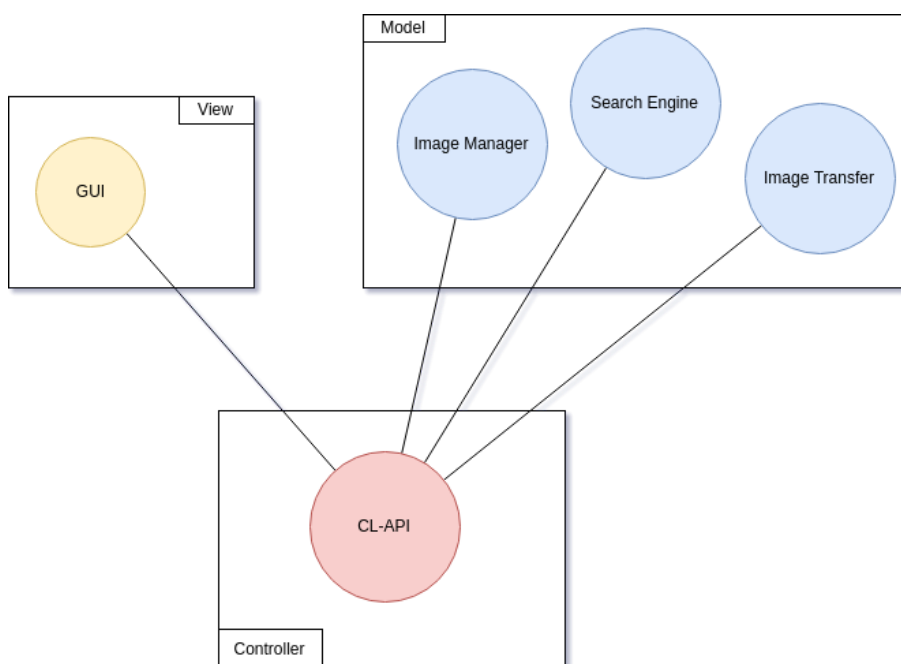 Model
View
Search Engine
Image Manager
Image Transfer
GUI
CL-API
Controller